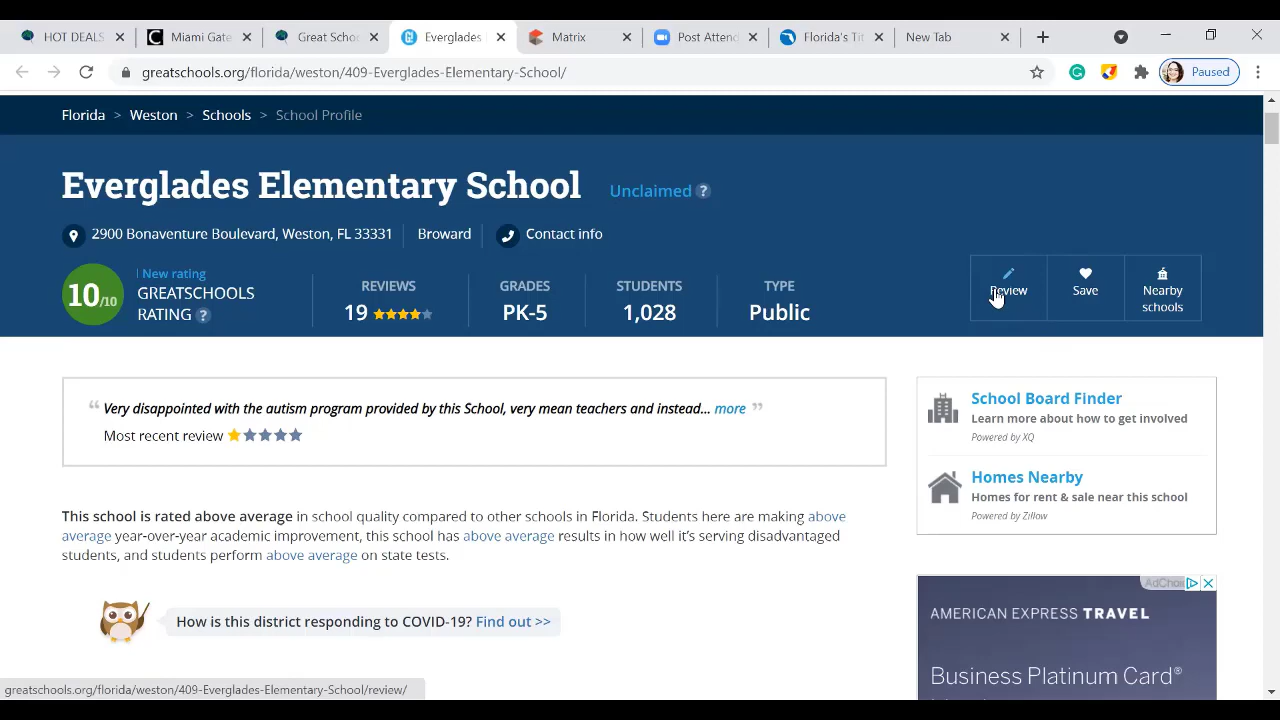 HOT DEALS
Miami Gate
Great Schoo
Everglades
Matrix
Post Attend
Florida's Tit
New Tab
greatschools.org/florida/weston/409-Everglades-Elementary-School/
Paused
Florida > Weston > Schools > School Profile
Everglades Elementary School
Unclaimed ?
2900 Bonaventure Boulevard, Weston, FL 33331
Broward
Contact info
10/10
New rating
GREATSCHOOLS
RATING ?
REVIEWS
19
GRADES
PK-5
STUDENTS
1,028
TYPE
Public
Review
Save
Nearby
schools
“ Very disappointed with the autism program provided by this School, very mean teachers and instead... more ”
Most recent review
School Board Finder
Learn more about how to get involved
Powered by XQ
Homes Nearby
Homes for rent & sale near this school
Powered by Zillow
This school is rated above average in school quality compared to other schools in Florida. Students here are making above
average year-over-year academic improvement, this school has above average results in how well it's serving disadvantaged
students, and students perform above average on state tests.
How is this district responding to COVID-19? Find out >>
AdChoic
AMERICAN EXPRESS TRAVEL
Business Platinum Card®
greatschools.org/florida/weston/409-Everglades-Elementary-School/review/